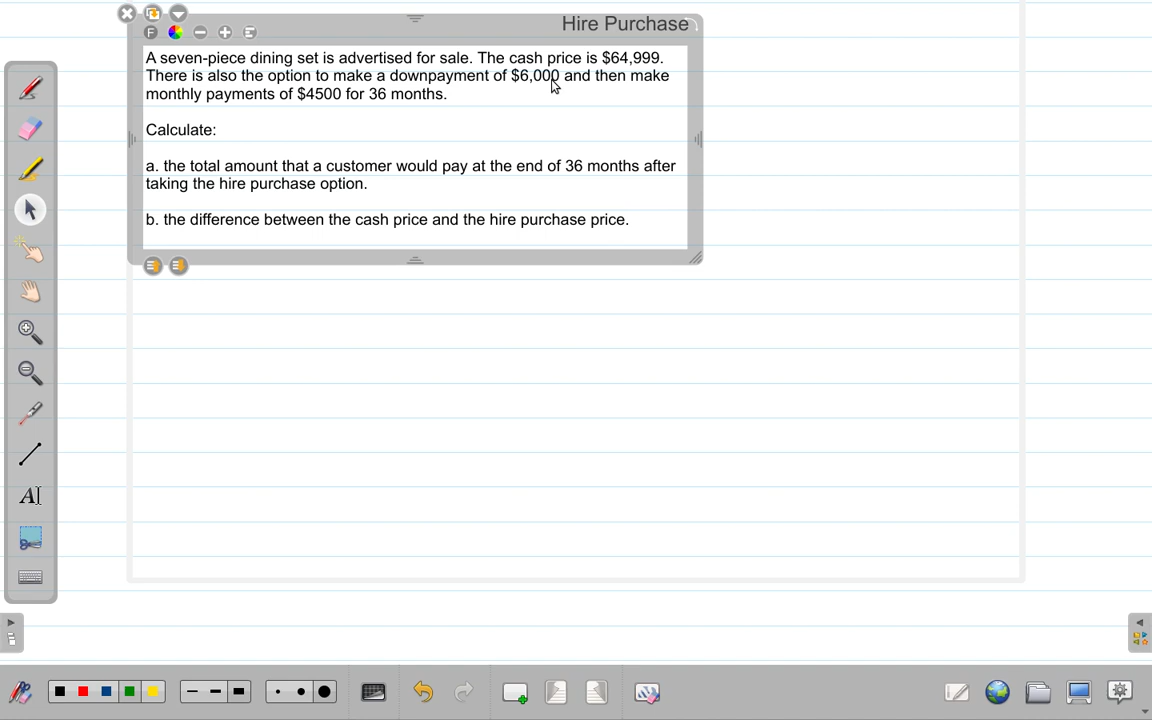 Hire Purchase
A seven-piece dining set is advertised for sale. The cash price is $64,999.
There is also the option to make a downpayment of $6,000 and then make
monthly payments of $4500 for 36 months.
Calculate:
a. the total amount that a customer would pay at the end of 36 months after
taking the hire purchase option.
b. the difference between the cash price and the hire purchase price.